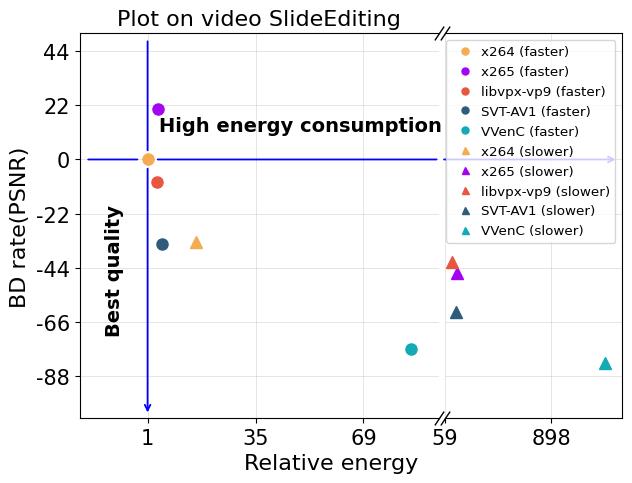 Plot on video SlideEditing
44
22
0
-22
-44
-66
-88
BD rate(PSNR)
High energy consumption
Best quality
x264 (faster)
x265 (faster)
libvpx-vp9 (faster)
SVT-AV1 (faster)
VVenC (faster)
x264 (slower)
x265 (slower)
libvpx-vp9 (slower)
SVT-AV1 (slower)
VVenC (slower)
1 35 69 59 898
Relative energy